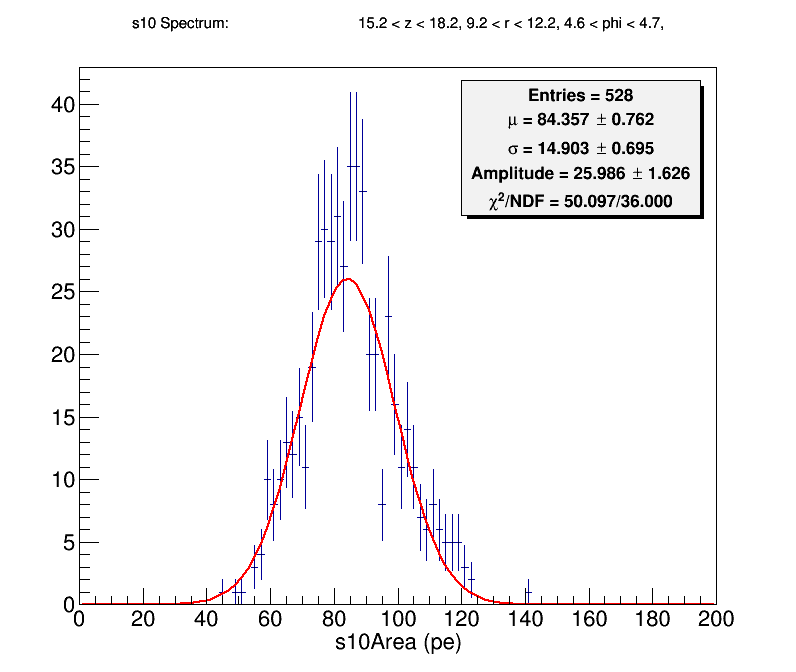 s10 Spectrum: 15.2 < z < 18.2, 9.2 < r < 12.2, 4.6 < phi < 4.7,
Entries = 528
μ = 84.357 ± 0.762
σ = 14.903 ± 0.695
Amplitude = 25.986 ± 1.626
χ²/NDF = 50.097/36.000
40
35
30
25
20
15
10
5
0
0 20 40 60 80 100 120 140 160 180 200
s10Area (pe)